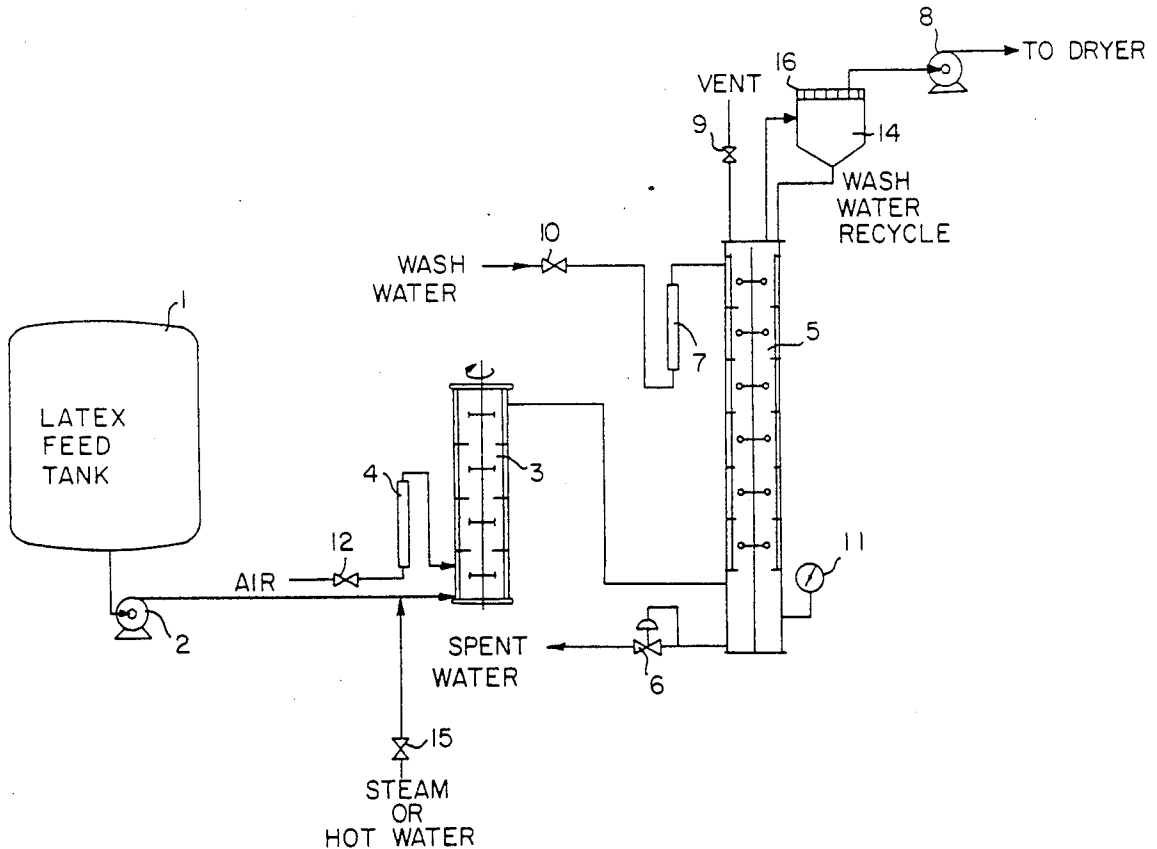 8
TO DRYER
16
VENT
9
14
WASH
WATER
RECYCLE
10
WASH
WATER
7
5
1
LATEX
FEED
TANK
3
4
12
AIR
11
2
SPENT
WATER
6
15
STEAM
OR
HOT WATER